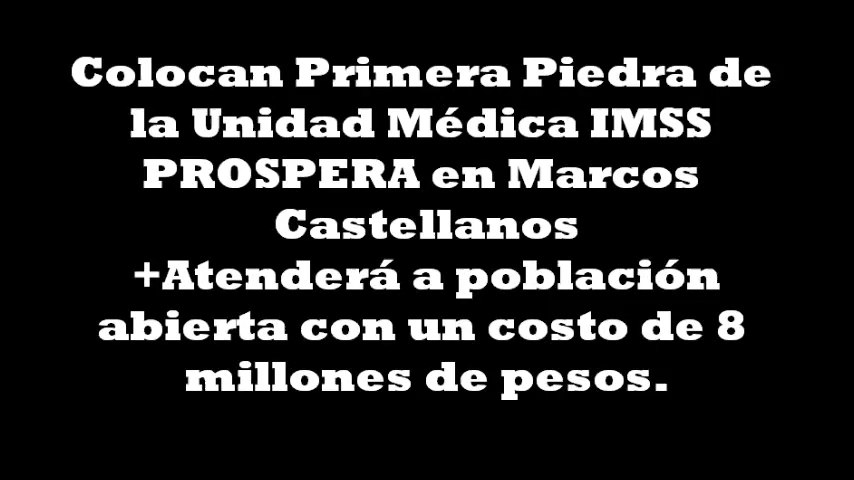 Colocan Primera Piedra de
la Unidad Médica IMSS
PROSPERA en Marcos
Castellanos
+Atenderá a población
abierta con un costo de 8
millones de pesos.